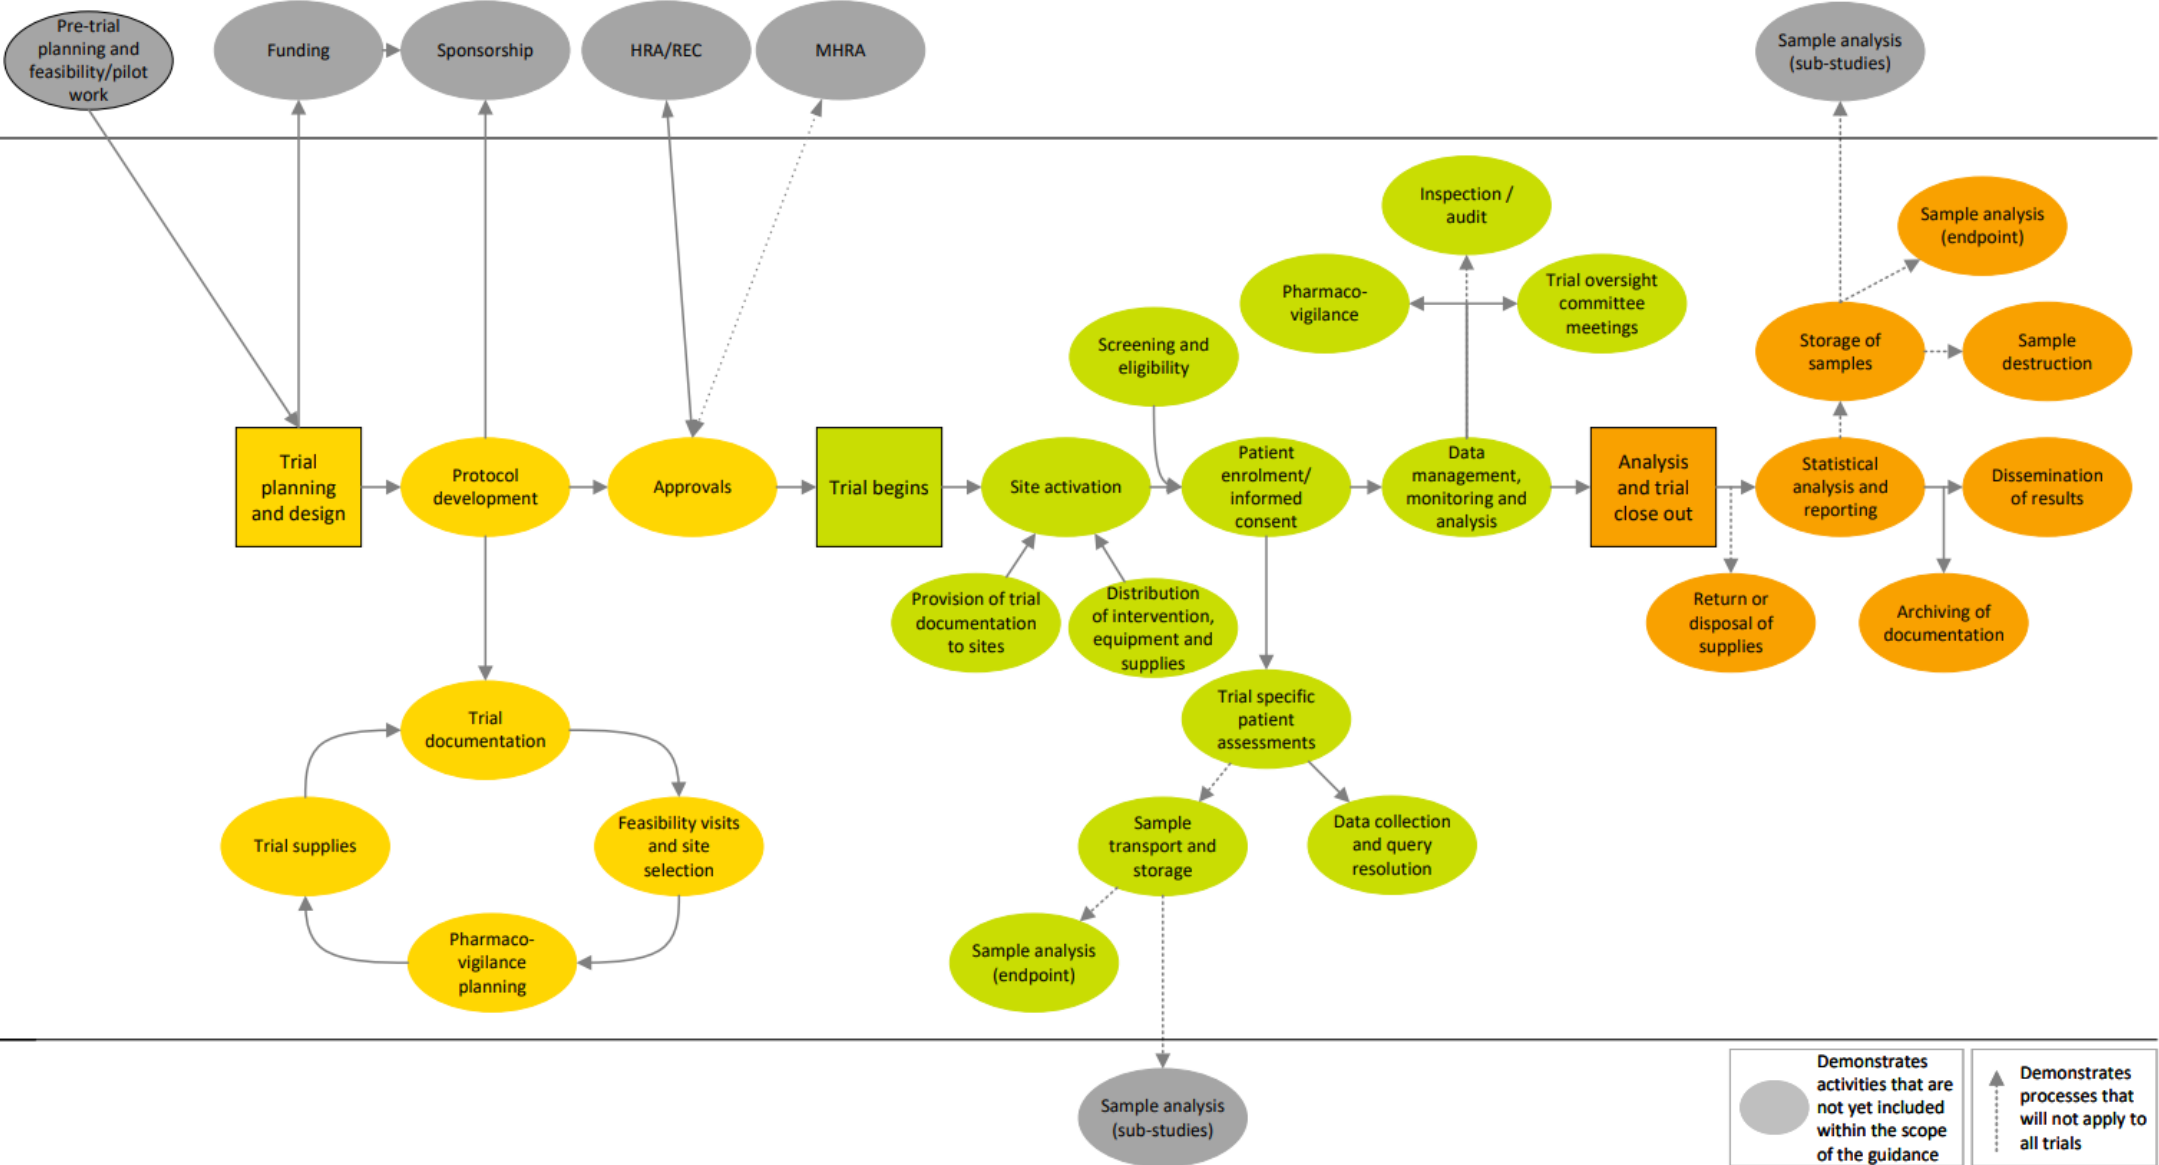 Pre-trial
planning and
feasibility/pilot
work
Funding
Sponsorship
HRA/REC
MHRA
Sample analysis
(sub-studies)
Inspection /
audit
Sample analysis
(endpoint)
Pharmaco-
vigilance
Trial oversight
committee
meetings
Screening and
eligibility
Storage of
samples
Sample
destruction
Trial
planning
and design
Protocol
development
Approvals
Trial begins
Site activation
Patient
enrolment/
informed
consent
Data
management,
monitoring and
analysis
Analysis
and trial
close out
Statistical
analysis and
reporting
Dissemination
of results
Provision of trial
documentation
to sites
Distribution
of intervention,
equipment and
supplies
Return or
disposal of
supplies
Archiving of
documentation
Trial
documentation
Trial specific
patient
assessments
Trial supplies
Feasibility visits
and site
selection
Sample
transport and
storage
Data collection
and query
resolution
Pharmaco-
vigilance
planning
Sample analysis
(endpoint)
Sample analysis
(sub-studies)
Demonstrates
activities that are
not yet included
within the scope
of the guidance
Demonstrates
processes that
will not apply to
all trials